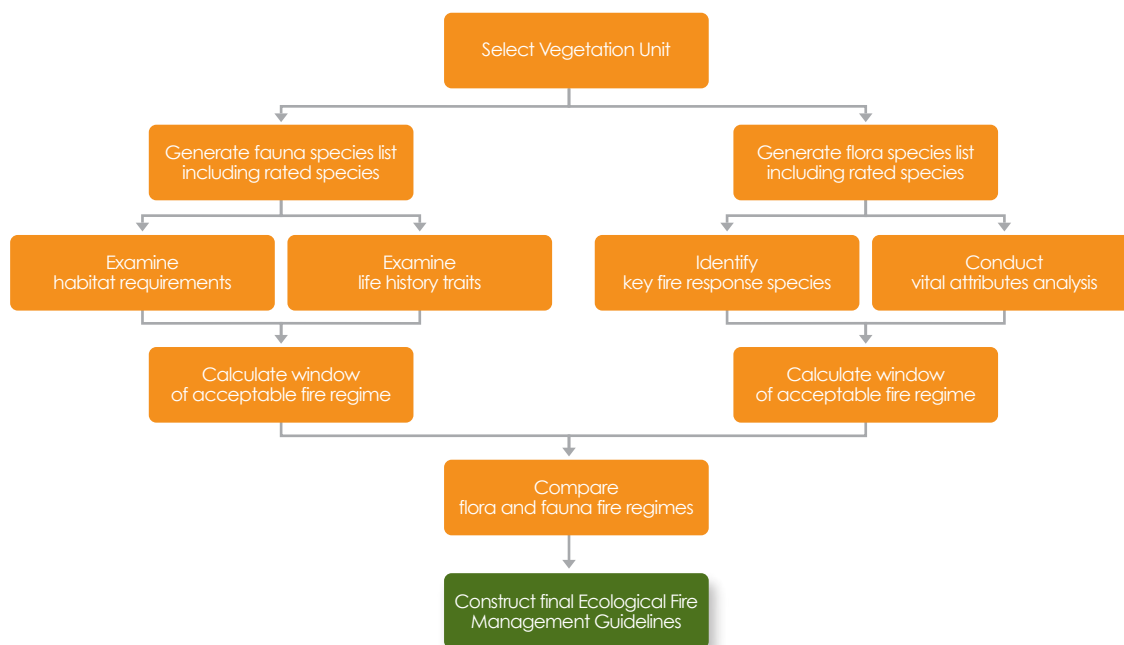 Select Vegetation Unit
Generate fauna species list
including rated species
Generate flora species list
including rated species
Examine
habitat requirements
Examine
life history traits
Identify
key fire response species
Conduct
vital attributes analysis
Calculate window
of acceptable fire regime
Calculate window
of acceptable fire regime
Compare
flora and fauna fire regimes
Construct final Ecological Fire
Management Guidelines